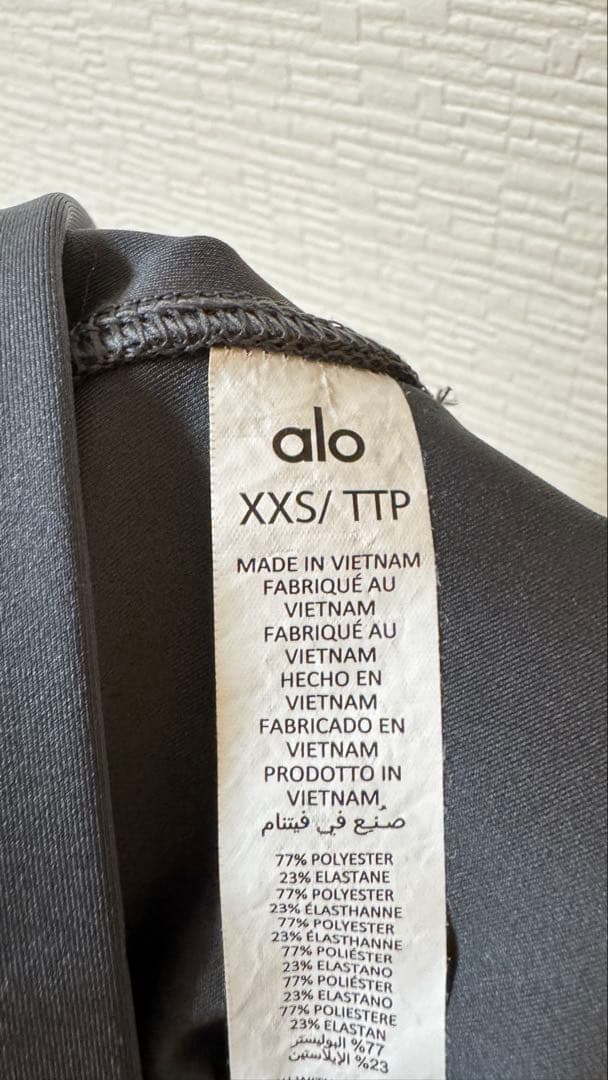 alo
XXS/ TTP
MADE IN VIETNAM
FABRIQUÉ AU
VIETNAM
FABRIQUÉ AU
VIETNAM
HECHO EN
VIETNAM
FABRICADO EN
VIETNAM
PRODOTTO IN
VIETNAM
صُنِع في فيتنام
77% POLYESTER
23% ELASTANE
77% POLYESTER
23% ÉLASTHANNE
77% POLYESTER
23% ÉLASTHANNE
77% POLIÉSTER
23% ELASTANO
77% POLIÉSTER
23% ELASTANO
77% POLIESTERE
23% ELASTAN
77% البوليستر
23% الإيلاستين